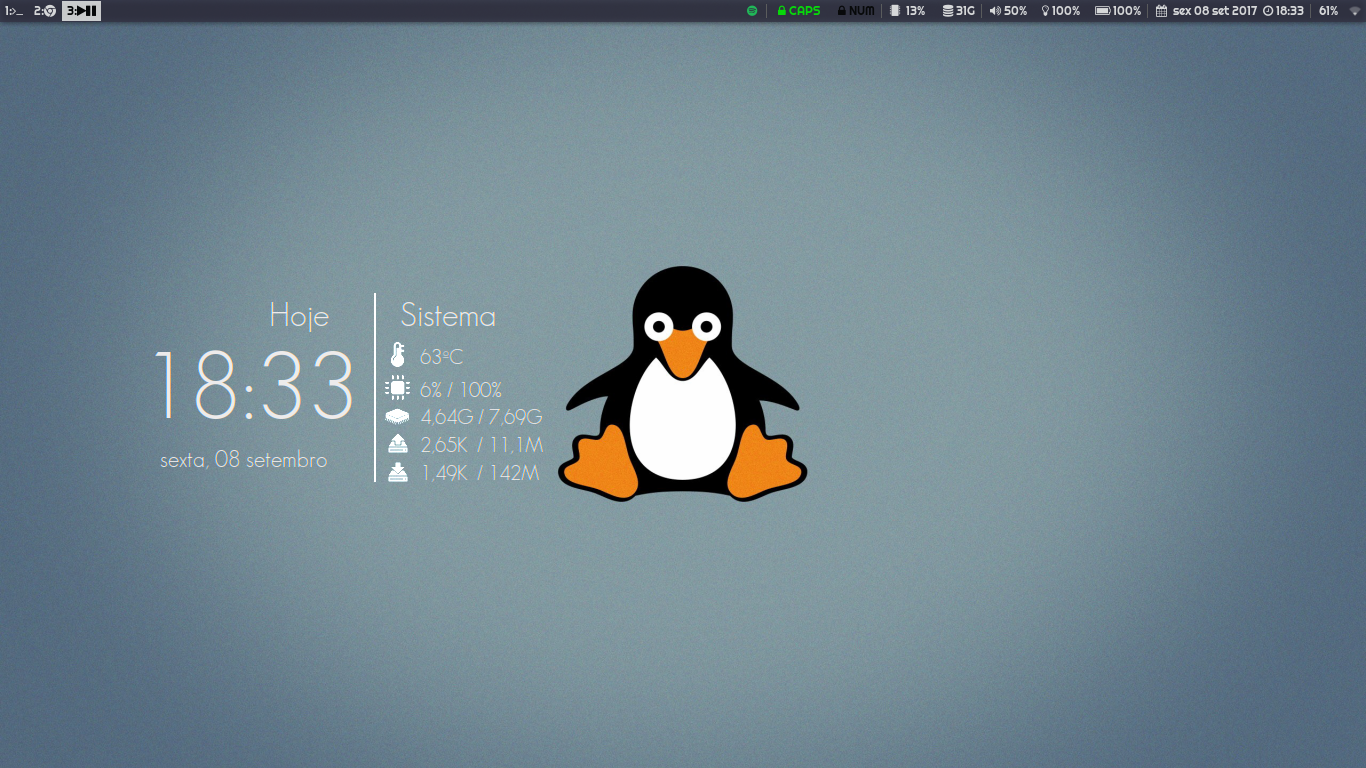 1:>_ 2: 3: CAPS NUM 13% 31G 50% 100% 100% sex 08 set 2017 18:33 61%
Hoje
18:33
sexta, 08 setembro
Sistema
63ºC
6% / 100%
4,64G / 7,69G
2,65K / 11,1M
1,49K / 142M